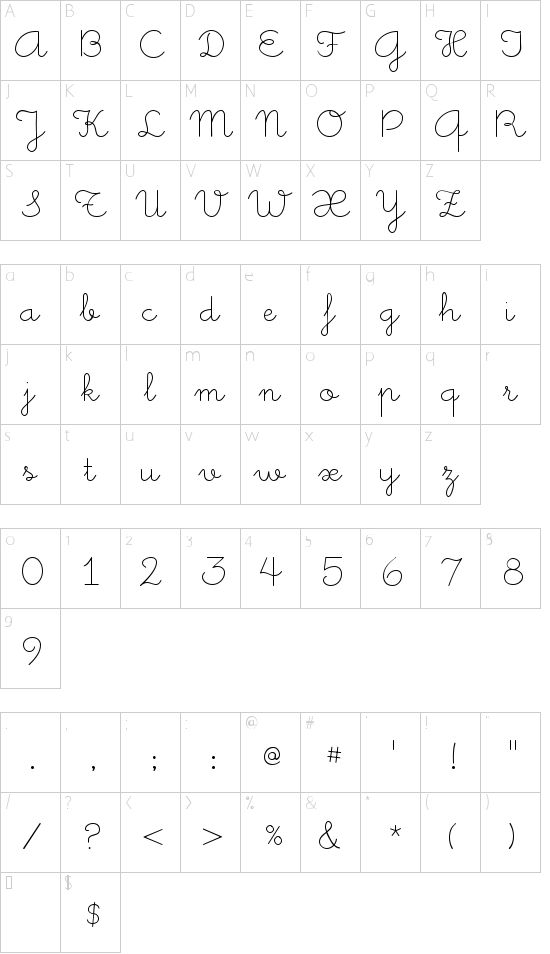 A B C D E F G H I
A B C D E F G H I
J K L M N O P Q R
J K L M N O P Q R
S T U V W X Y Z
S T U V W X Y Z
a b c d e f g h i
a b c d e f g h i
j k l m n o p q r
j k l m n o p q r
s t u v w x y z
s t u v w x y z
0 1 2 3 4 5 6 7 8
0 1 2 3 4 5 6 7 8
9
9
. , ; : @ # ' ! "
. , ; : @ # ' ! "
/ ? < > % & * ( )
/ ? < > % & * ( )
$
$